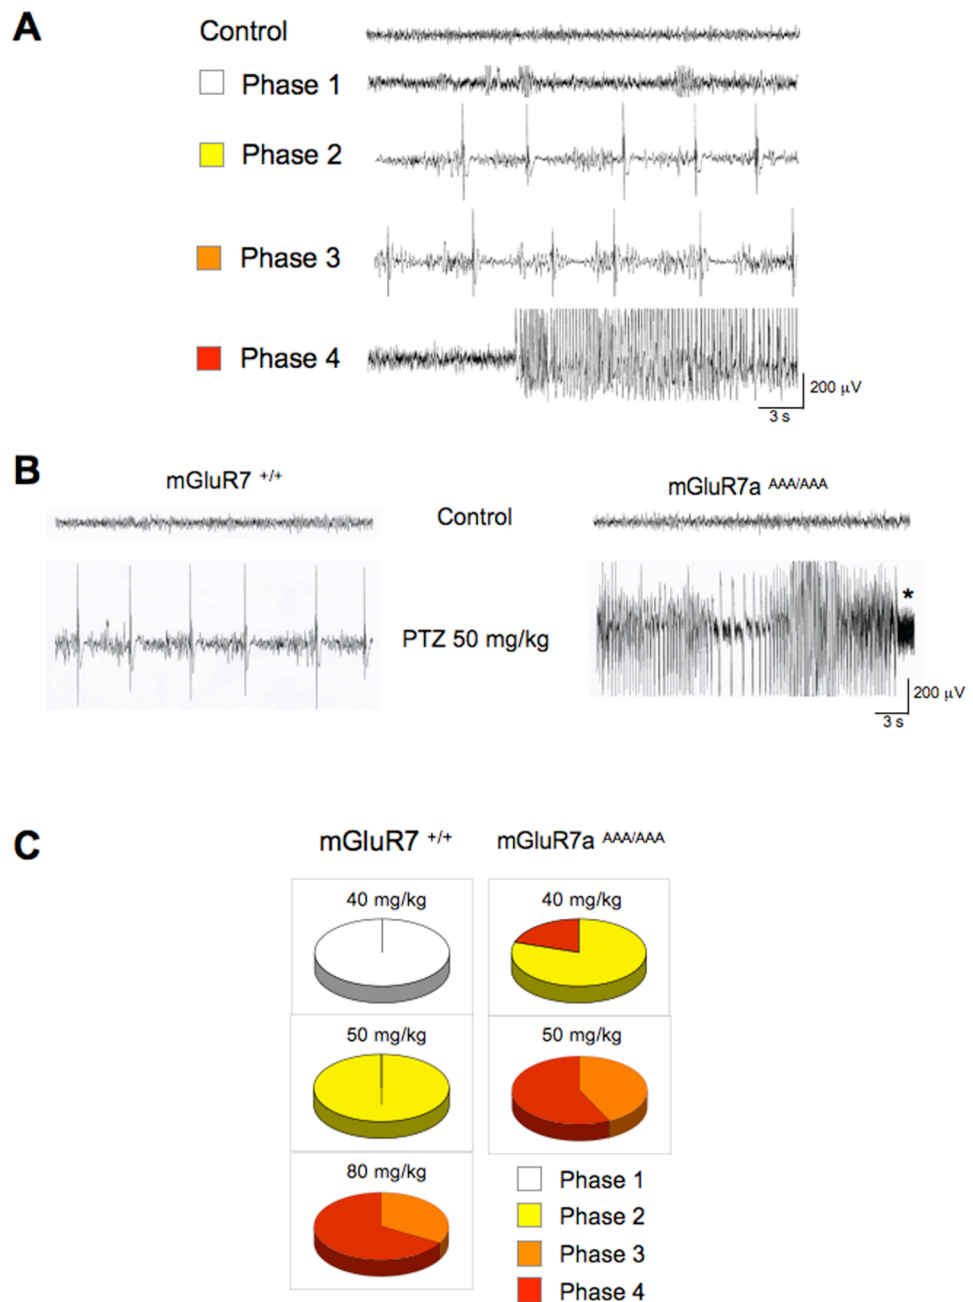 A
Control
Phase 1
Phase 2
Phase 3
Phase 4
200 µV
3 s
B
mGluR7 +/+
mGluR7a AAA/AAA
Control
PTZ 50 mg/kg
*
200 µV
3 s
C
mGluR7 +/+
mGluR7a AAA/AAA
40 mg/kg
40 mg/kg
50 mg/kg
50 mg/kg
80 mg/kg
Phase 1
Phase 2
Phase 3
Phase 4